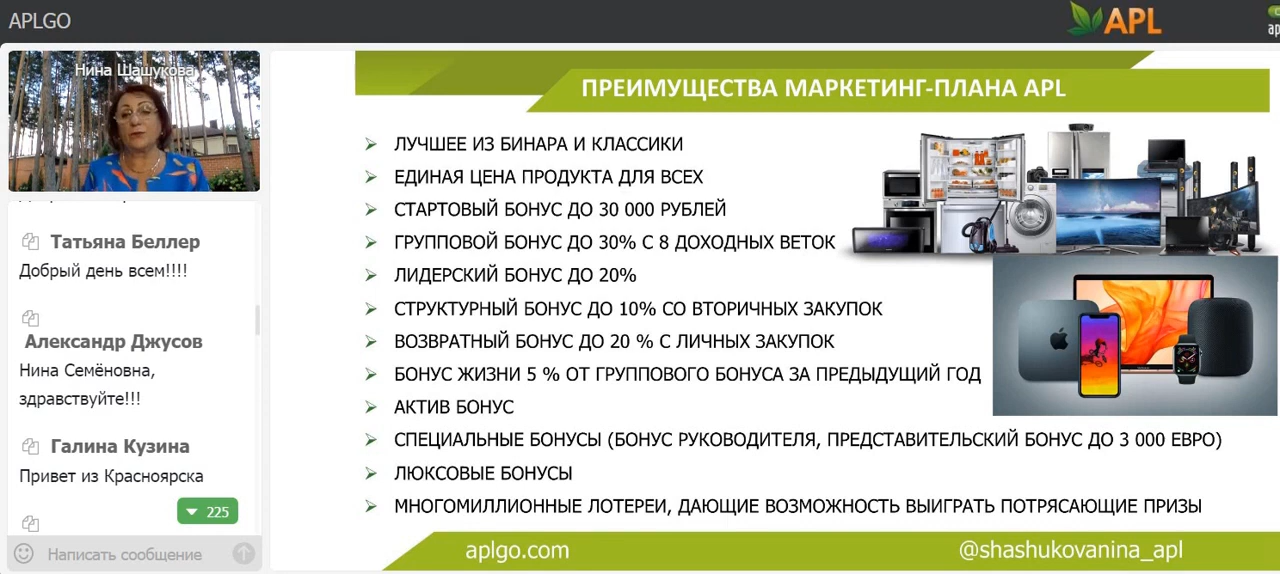 APLGO
APL
Нина Шашукова
Татьяна Беллер
Добрый день всем!!!!
Александр Джусов
Нина Семёновна,
здравствуйте!!!
Галина Кузина
Привет из Красноярска
225
Написать сообщение
ПРЕИМУЩЕСТВА МАРКЕТИНГ-ПЛАНА APL
ЛУЧШЕЕ ИЗ БИНАРА И КЛАССИКИ
ЕДИНАЯ ЦЕНА ПРОДУКТА ДЛЯ ВСЕХ
СТАРТОВЫЙ БОНУС ДО 30 000 РУБЛЕЙ
ГРУППОВОЙ БОНУС ДО 30% С 8 ДОХОДНЫХ ВЕТОК
ЛИДЕРСКИЙ БОНУС ДО 20%
СТРУКТУРНЫЙ БОНУС ДО 10% СО ВТОРИЧНЫХ ЗАКУПОК
ВОЗВРАТНЫЙ БОНУС ДО 20 % С ЛИЧНЫХ ЗАКУПОК
БОНУС ЖИЗНИ 5 % ОТ ГРУППОВОГО БОНУСА ЗА ПРЕДЫДУЩИЙ ГОД
АКТИВ БОНУС
СПЕЦИАЛЬНЫЕ БОНУСЫ (БОНУС РУКОВОДИТЕЛЯ, ПРЕДСТАВИТЕЛЬСКИЙ БОНУС ДО 3 000 ЕВРО)
ЛЮКСОВЫЕ БОНУСЫ
МНОГОМИЛЛИОННЫЕ ЛОТЕРЕИ, ДАЮЩИЕ ВОЗМОЖНОСТЬ ВЫИГРАТЬ ПОТРЯСАЮЩИЕ ПРИЗЫ
aplgo.com
@shashukovanina_apl